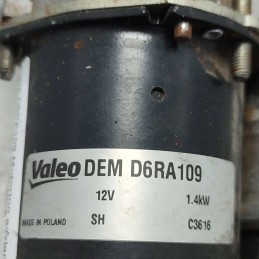 Valeo DEM D6RA109
12V 1.4kW
MADE IN POLAND SH C3616